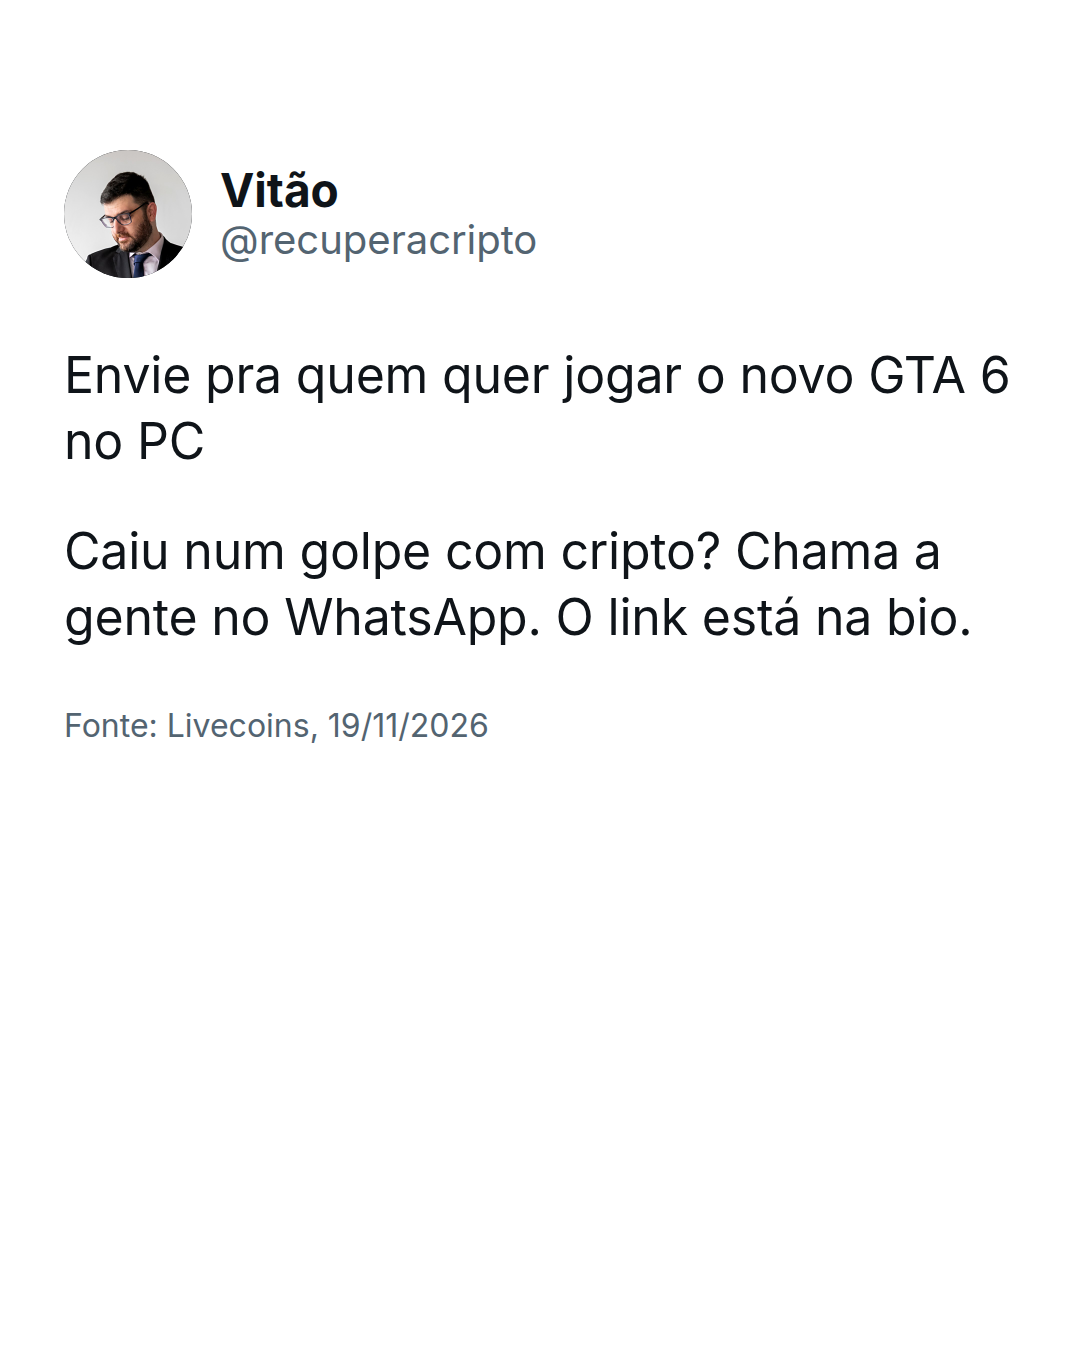 Vitão
@recuperacripto
Envie pra quem quer jogar o novo GTA 6
no PC
Caiu num golpe com cripto? Chama a
gente no WhatsApp. O link está na bio.
Fonte: Livecoins, 19/11/2026